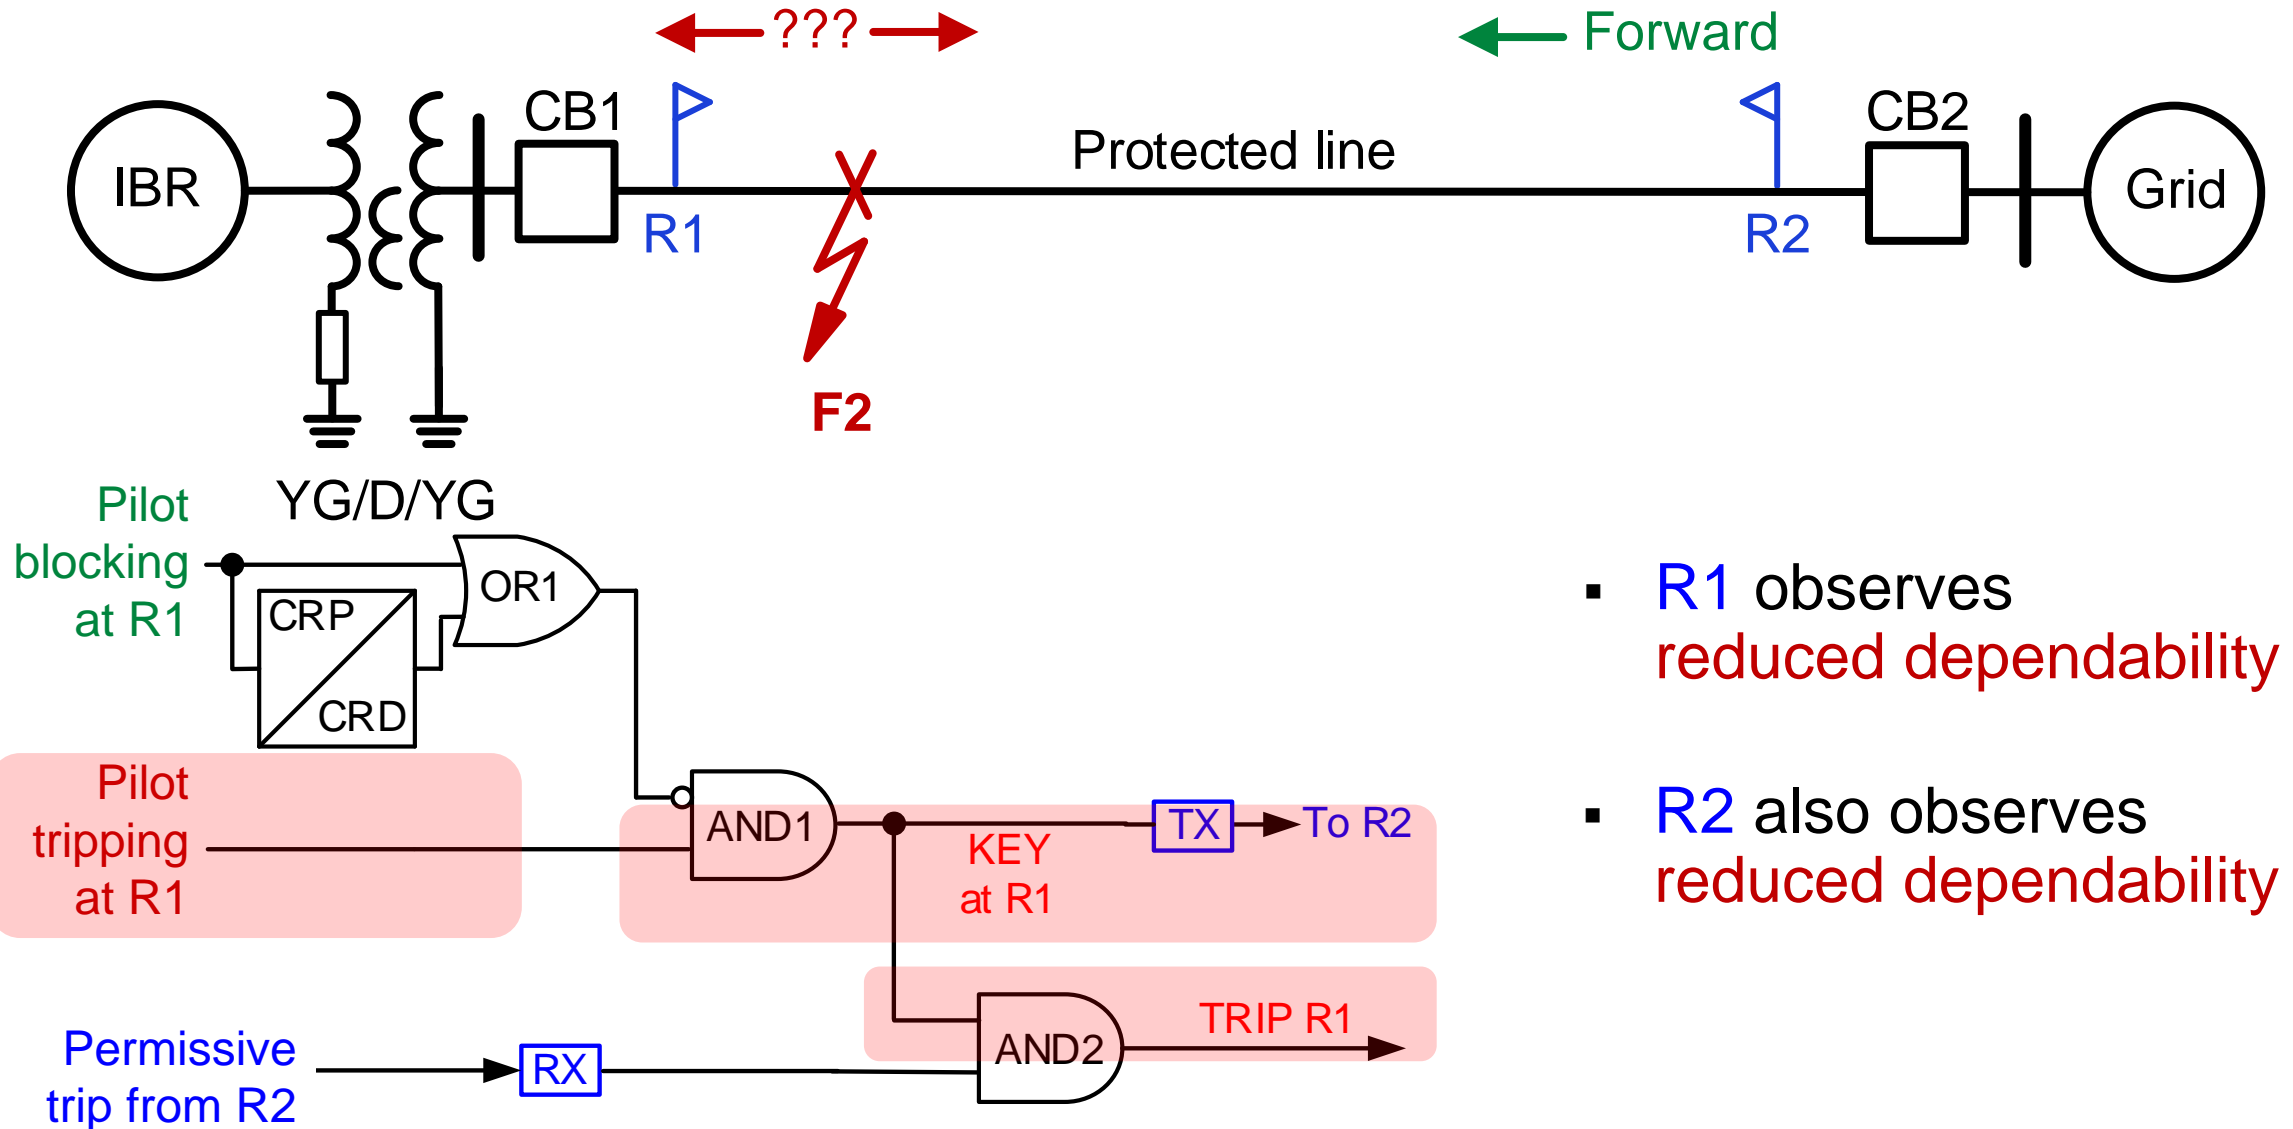 ???
Forward
CB1
CB2
IBR
Protected line
Grid
R1
R2
F2
YG/D/YG
Pilot
blocking
at R1
CRP
CRD
OR1
▪ R1 observes
reduced dependability
Pilot
tripping
at R1
AND1
KEY
at R1
TX
To R2
▪ R2 also observes
reduced dependability
TRIP R1
AND2
Permissive
trip from R2
RX